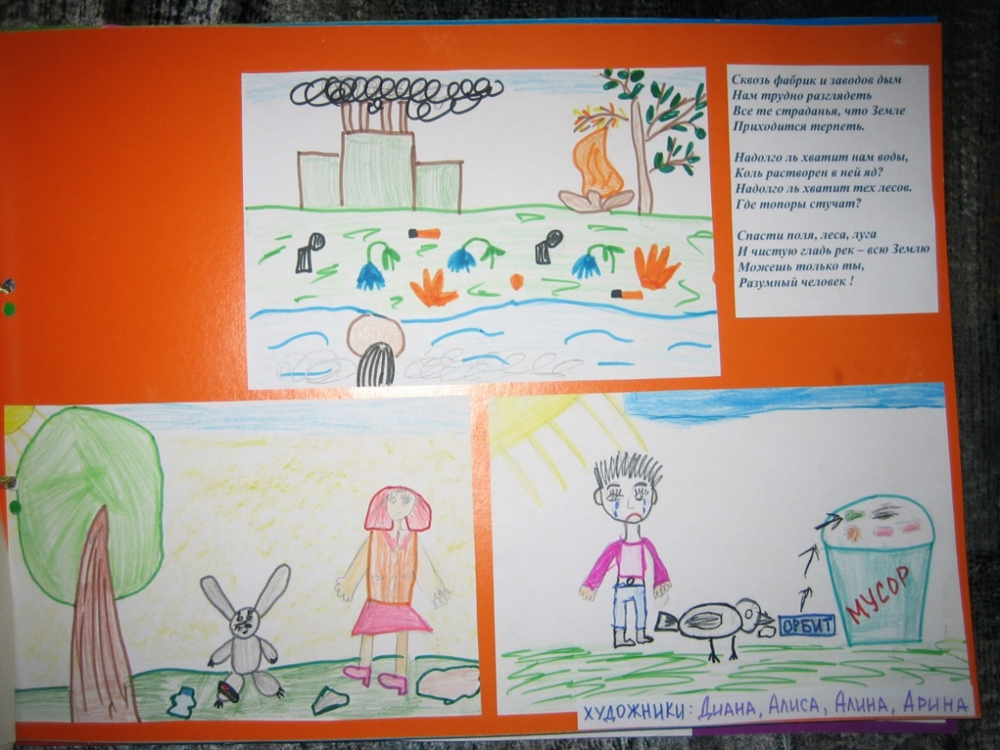 Сквозь фабрик и заводов дым
Нам трудно разглядеть
Все те страданья, что Земле
Приходится терпеть.
Надолго ль хватит нам воды,
Коль растворен в ней яд?
Надолго ль хватит тех лесов.
Где топоры стучат?
Спасти поля, леса, луга
И чистую гладь рек – всю Землю
Можешь только ты,
Разумный человек !
МУСОР
ОРБИТ
ХУДОЖНИКИ: ДИАНА, АЛИСА, АЛИНА, АРИНА